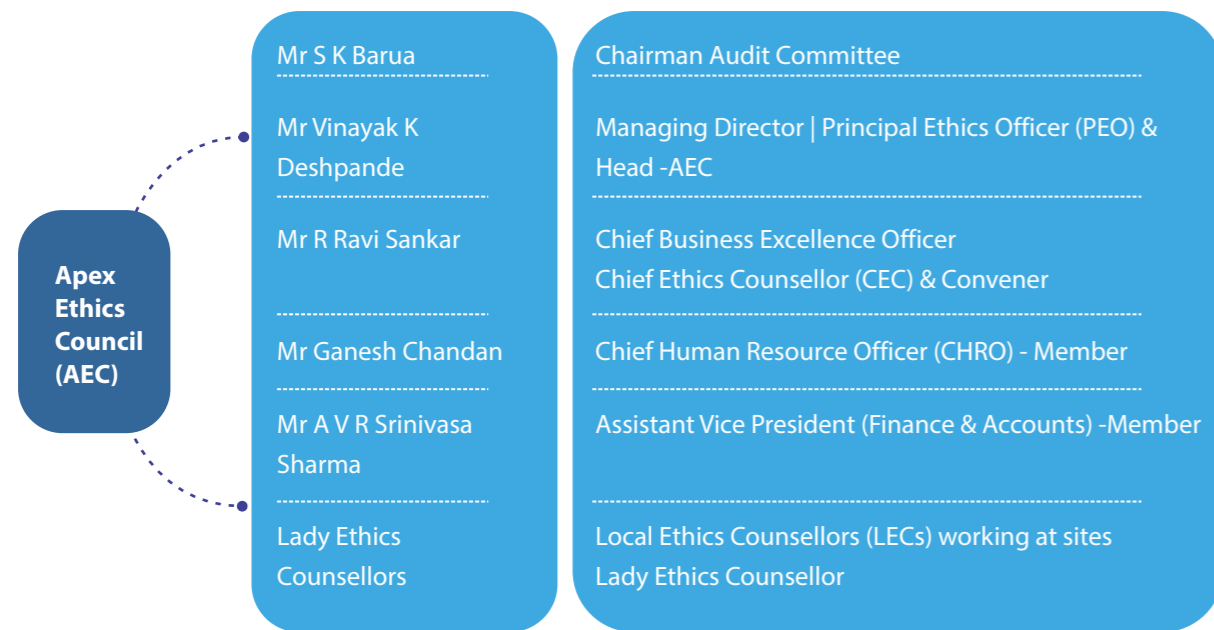 Apex
Ethics
Council
(AEC)
Mr S K Barua
Chairman Audit Committee
Mr Vinayak K
Deshpande
Managing Director | Principal Ethics Officer (PEO) &
Head -AEC
Mr R Ravi Sankar
Chief Business Excellence Officer
Chief Ethics Counsellor (CEC) & Convener
Mr Ganesh Chandan
Chief Human Resource Officer (CHRO) - Member
Mr A V R Srinivasa
Sharma
Assistant Vice President (Finance & Accounts) -Member
Lady Ethics
Counsellors
Local Ethics Counsellors (LECs) working at sites
Lady Ethics Counsellor